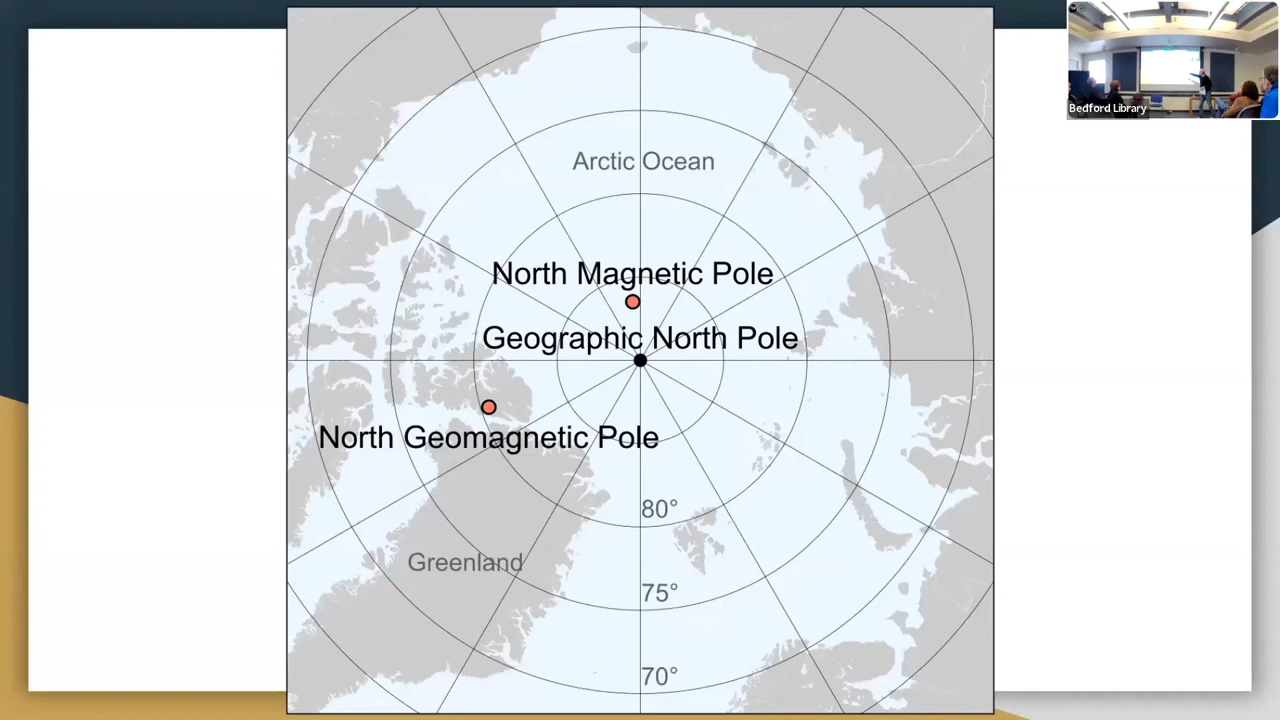 Bedford Library
Arctic Ocean
North Magnetic Pole
Geographic North Pole
North Geomagnetic Pole
80°
Greenland
75°
70°